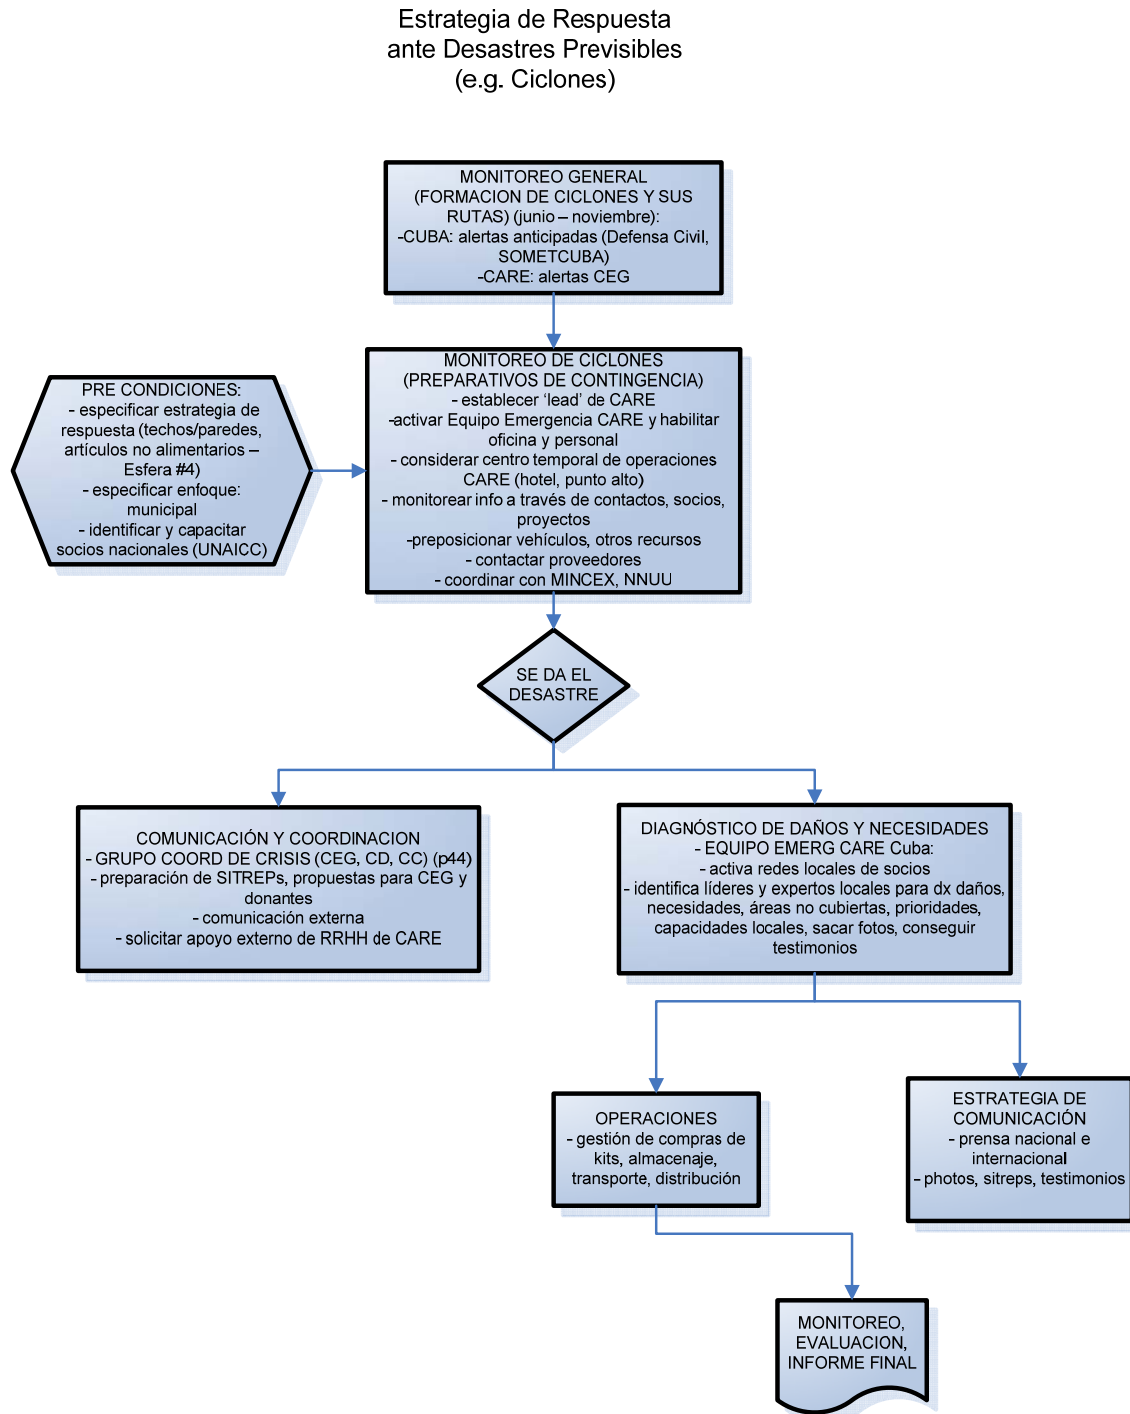 Estrategia de Respuesta
ante Desastres Previsibles
(e.g. Ciclones)
MONITOREO GENERAL
(FORMACION DE CICLONES Y SUS
RUTAS) (junio – noviembre):
-CUBA: alertas anticipadas (Defensa Civil,
SOMETCUBA)
-CARE: alertas CEG
PRE CONDICIONES:
- especificar estrategia de
respuesta (techos/paredes,
artículos no alimentarios –
Esfera #4)
- especificar enfoque:
municipal
- identificar y capacitar
socios nacionales (UNAICC)
MONITOREO DE CICLONES
(PREPARATIVOS DE CONTINGENCIA)
- establecer ‘lead’ de CARE
-activar Equipo Emergencia CARE y habilitar
oficina y personal
- considerar centro temporal de operaciones
CARE (hotel, punto alto)
- monitorear info a través de contactos, socios,
proyectos
-preposicionar vehículos, otros recursos
- contactar proveedores
- coordinar con MINCEX, NNUU
SE DA EL
DESASTRE
COMUNICACIÓN Y COORDINACION
- GRUPO COORD DE CRISIS (CEG, CD, CC) (p44)
- preparación de SITREPs, propuestas para CEG y
donantes
- comunicación externa
- solicitar apoyo externo de RRHH de CARE
DIAGNÓSTICO DE DAÑOS Y NECESIDADES
- EQUIPO EMERG CARE Cuba:
- activa redes locales de socios
- identifica líderes y expertos locales para dx daños,
necesidades, áreas no cubiertas, prioridades,
capacidades locales, sacar fotos, conseguir
testimonios
OPERACIONES
- gestión de compras de
kits, almacenaje,
transporte, distribución
ESTRATEGIA DE
COMUNICACIÓN
- prensa nacional e
internacional
- photos, sitreps, testimonios
MONITOREO,
EVALUACION,
INFORME FINAL